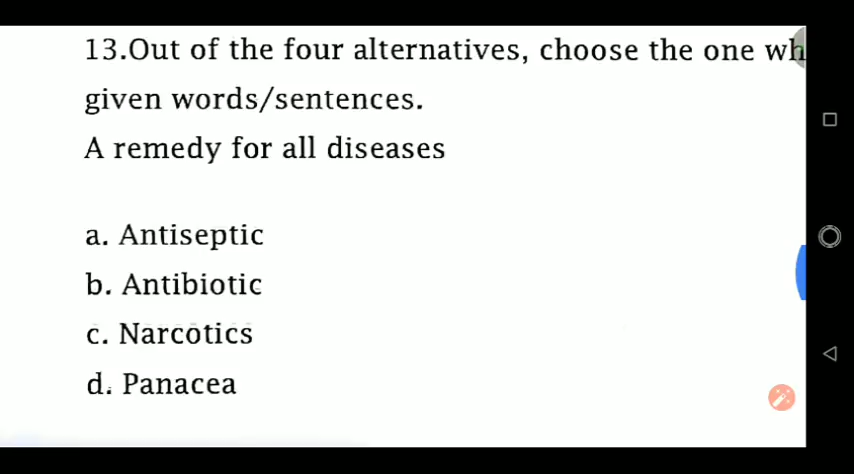 13.Out of the four alternatives, choose the one
given words/sentences.
A remedy for all diseases
a. Antiseptic
b. Antibiotic
c. Narcotics
d. Panacea